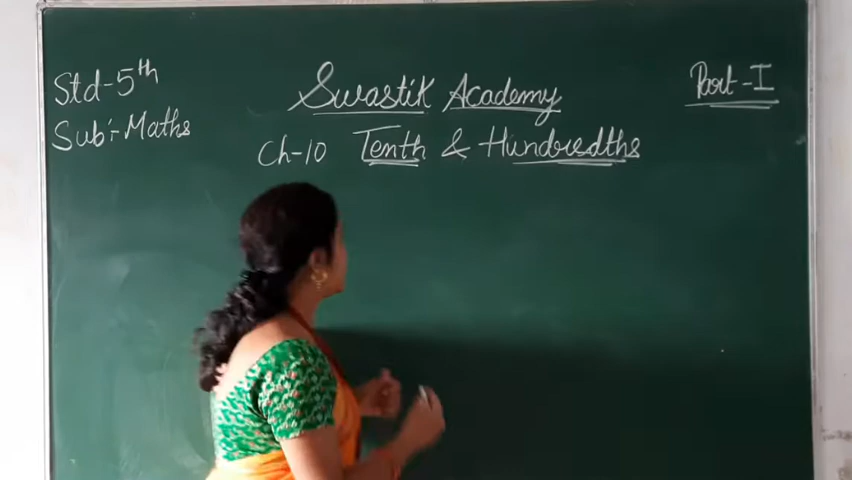 Std-5th
Sub:-Maths
Swastik Academy
Ch-10 Tenth & Hundredths
Part-I